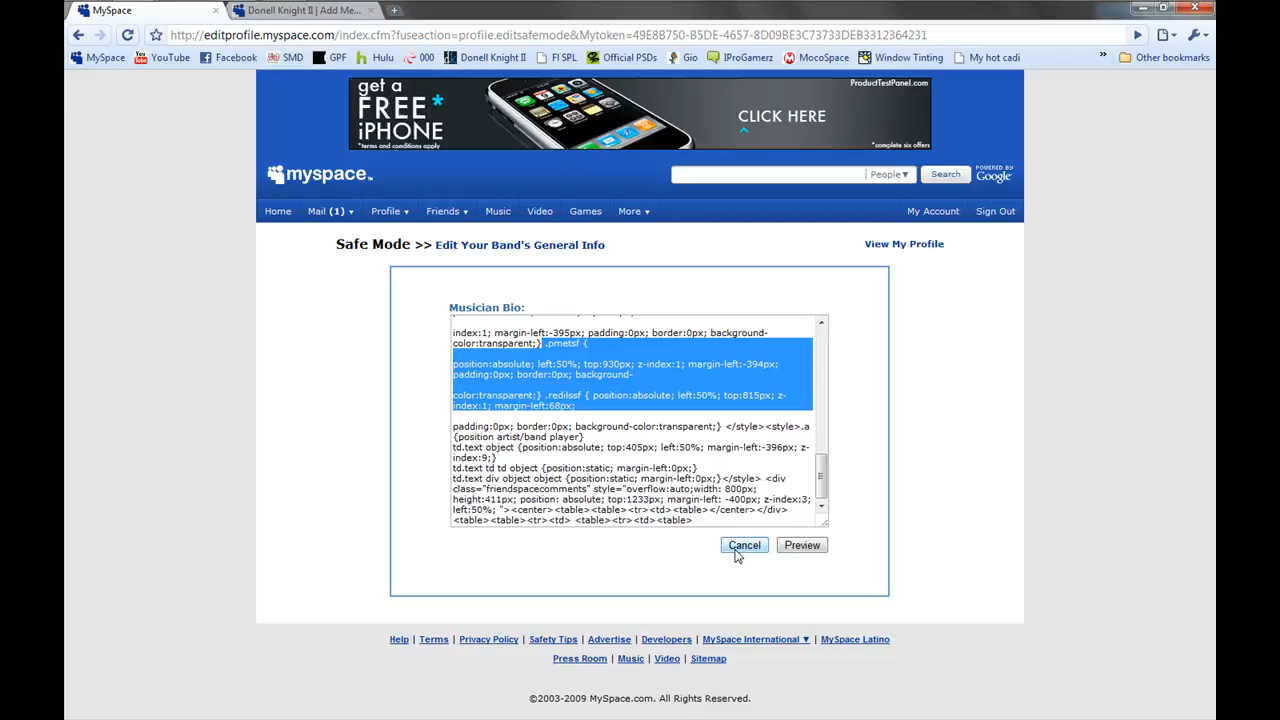 MySpace
Donell Knight II | Add Me...
http://editprofile.myspace.com/index.cfm?fuseaction=profile.editsafemode&Mytoken=49E8B750-B5DE-4657-8D09BE3C73733DEB3312364231
MySpace YouTube Facebook SMD GPF Hulu 000 Donell Knight II FI SPL Official PSDs Gio IProGamerz MocoSpace Window Tinting My hot cadi » Other bookmarks
get a
FREE*
iPHONE
*terms and conditions apply
ProductTestPanel.com
CLICK HERE
*complete six offers
myspace
People▼
Search
POWERED BY
Google
Home Mail (1) ▾ Profile ▾ Friends ▾ Music Video Games More ▾ My Account Sign Out
Safe Mode >> Edit Your Band's General Info
View My Profile
Musician Bio:
index:1; margin-left:-395px; padding:0px; border:0px; background-
color:transparent;} .pmetsf {
position:absolute; left:50%; top:930px; z-index:1; margin-left:-394px;
padding:0px; border:0px; background-
color:transparent;} .redilssf { position:absolute; left:50%; top:815px; z-
index:1; margin-left:68px;
padding:0px; border:0px; background-color:transparent;} </style><style>.a
{position artist/band player}
td.text object {position:absolute; top:405px; left:50%; margin-left:-396px; z-
index:9;}
td.text td td object {position:static; margin-left:0px;}
td.text div object object {position:static; margin-left:0px;}</style> <div
class="friendspacecomments" style="overflow:auto;width: 800px;
height:411px; position: absolute; top:1233px; margin-left: -400px; z-index:3;
left:50%; "><center><table><table><tr><td><table></center></div>
<table><table><tr><td> <table><tr><td><table>
Cancel
Preview
Help | Terms | Privacy Policy | Safety Tips | Advertise | Developers | MySpace International ▼ | MySpace Latino
Press Room | Music | Video | Sitemap
©2003-2009 MySpace.com. All Rights Reserved.